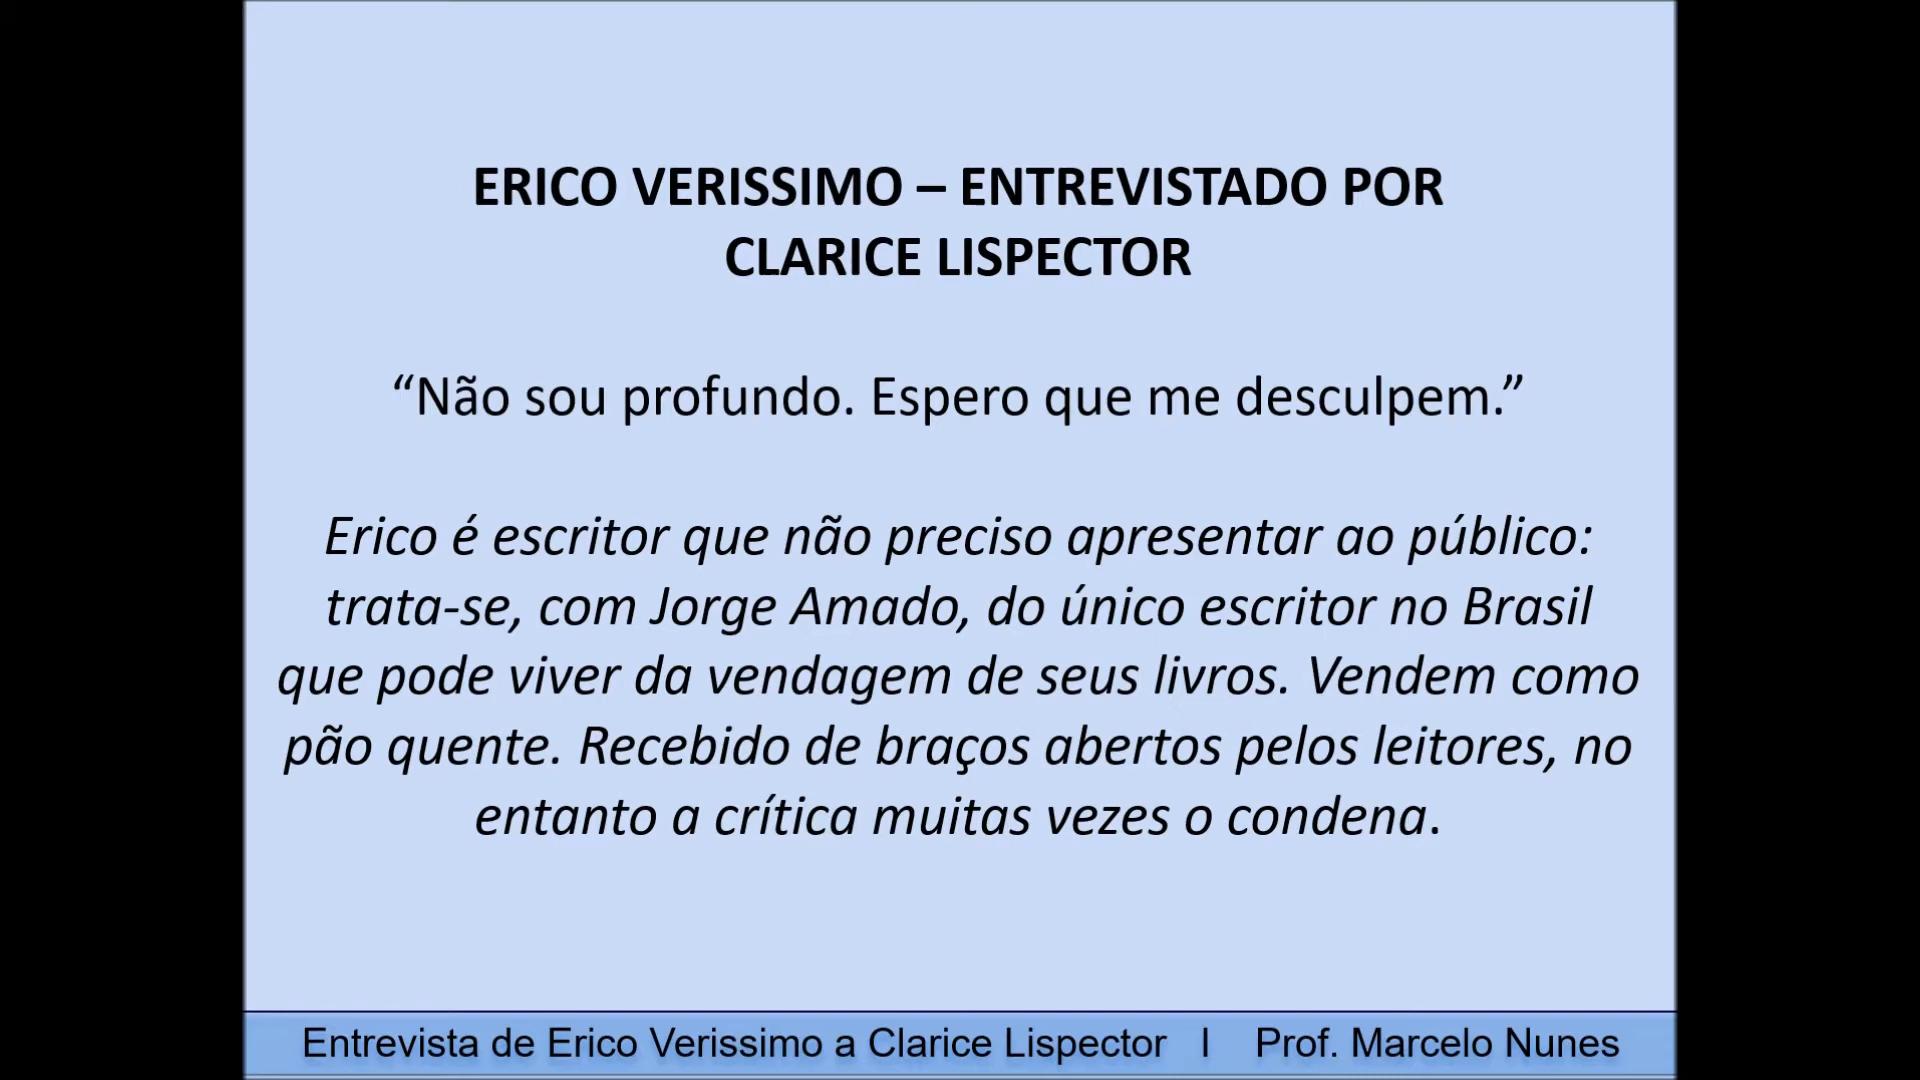 ERICO VERISSIMO – ENTREVISTADO POR
CLARICE LISPECTOR
“Não sou profundo. Espero que me desculpem.”
Erico é escritor que não preciso apresentar ao público:
trata-se, com Jorge Amado, do único escritor no Brasil
que pode viver da vendagem de seus livros. Vendem como
pão quente. Recebido de braços abertos pelos leitores, no
entanto a crítica muitas vezes o condena.
Entrevista de Erico Verissimo a Clarice Lispector I Prof. Marcelo Nunes